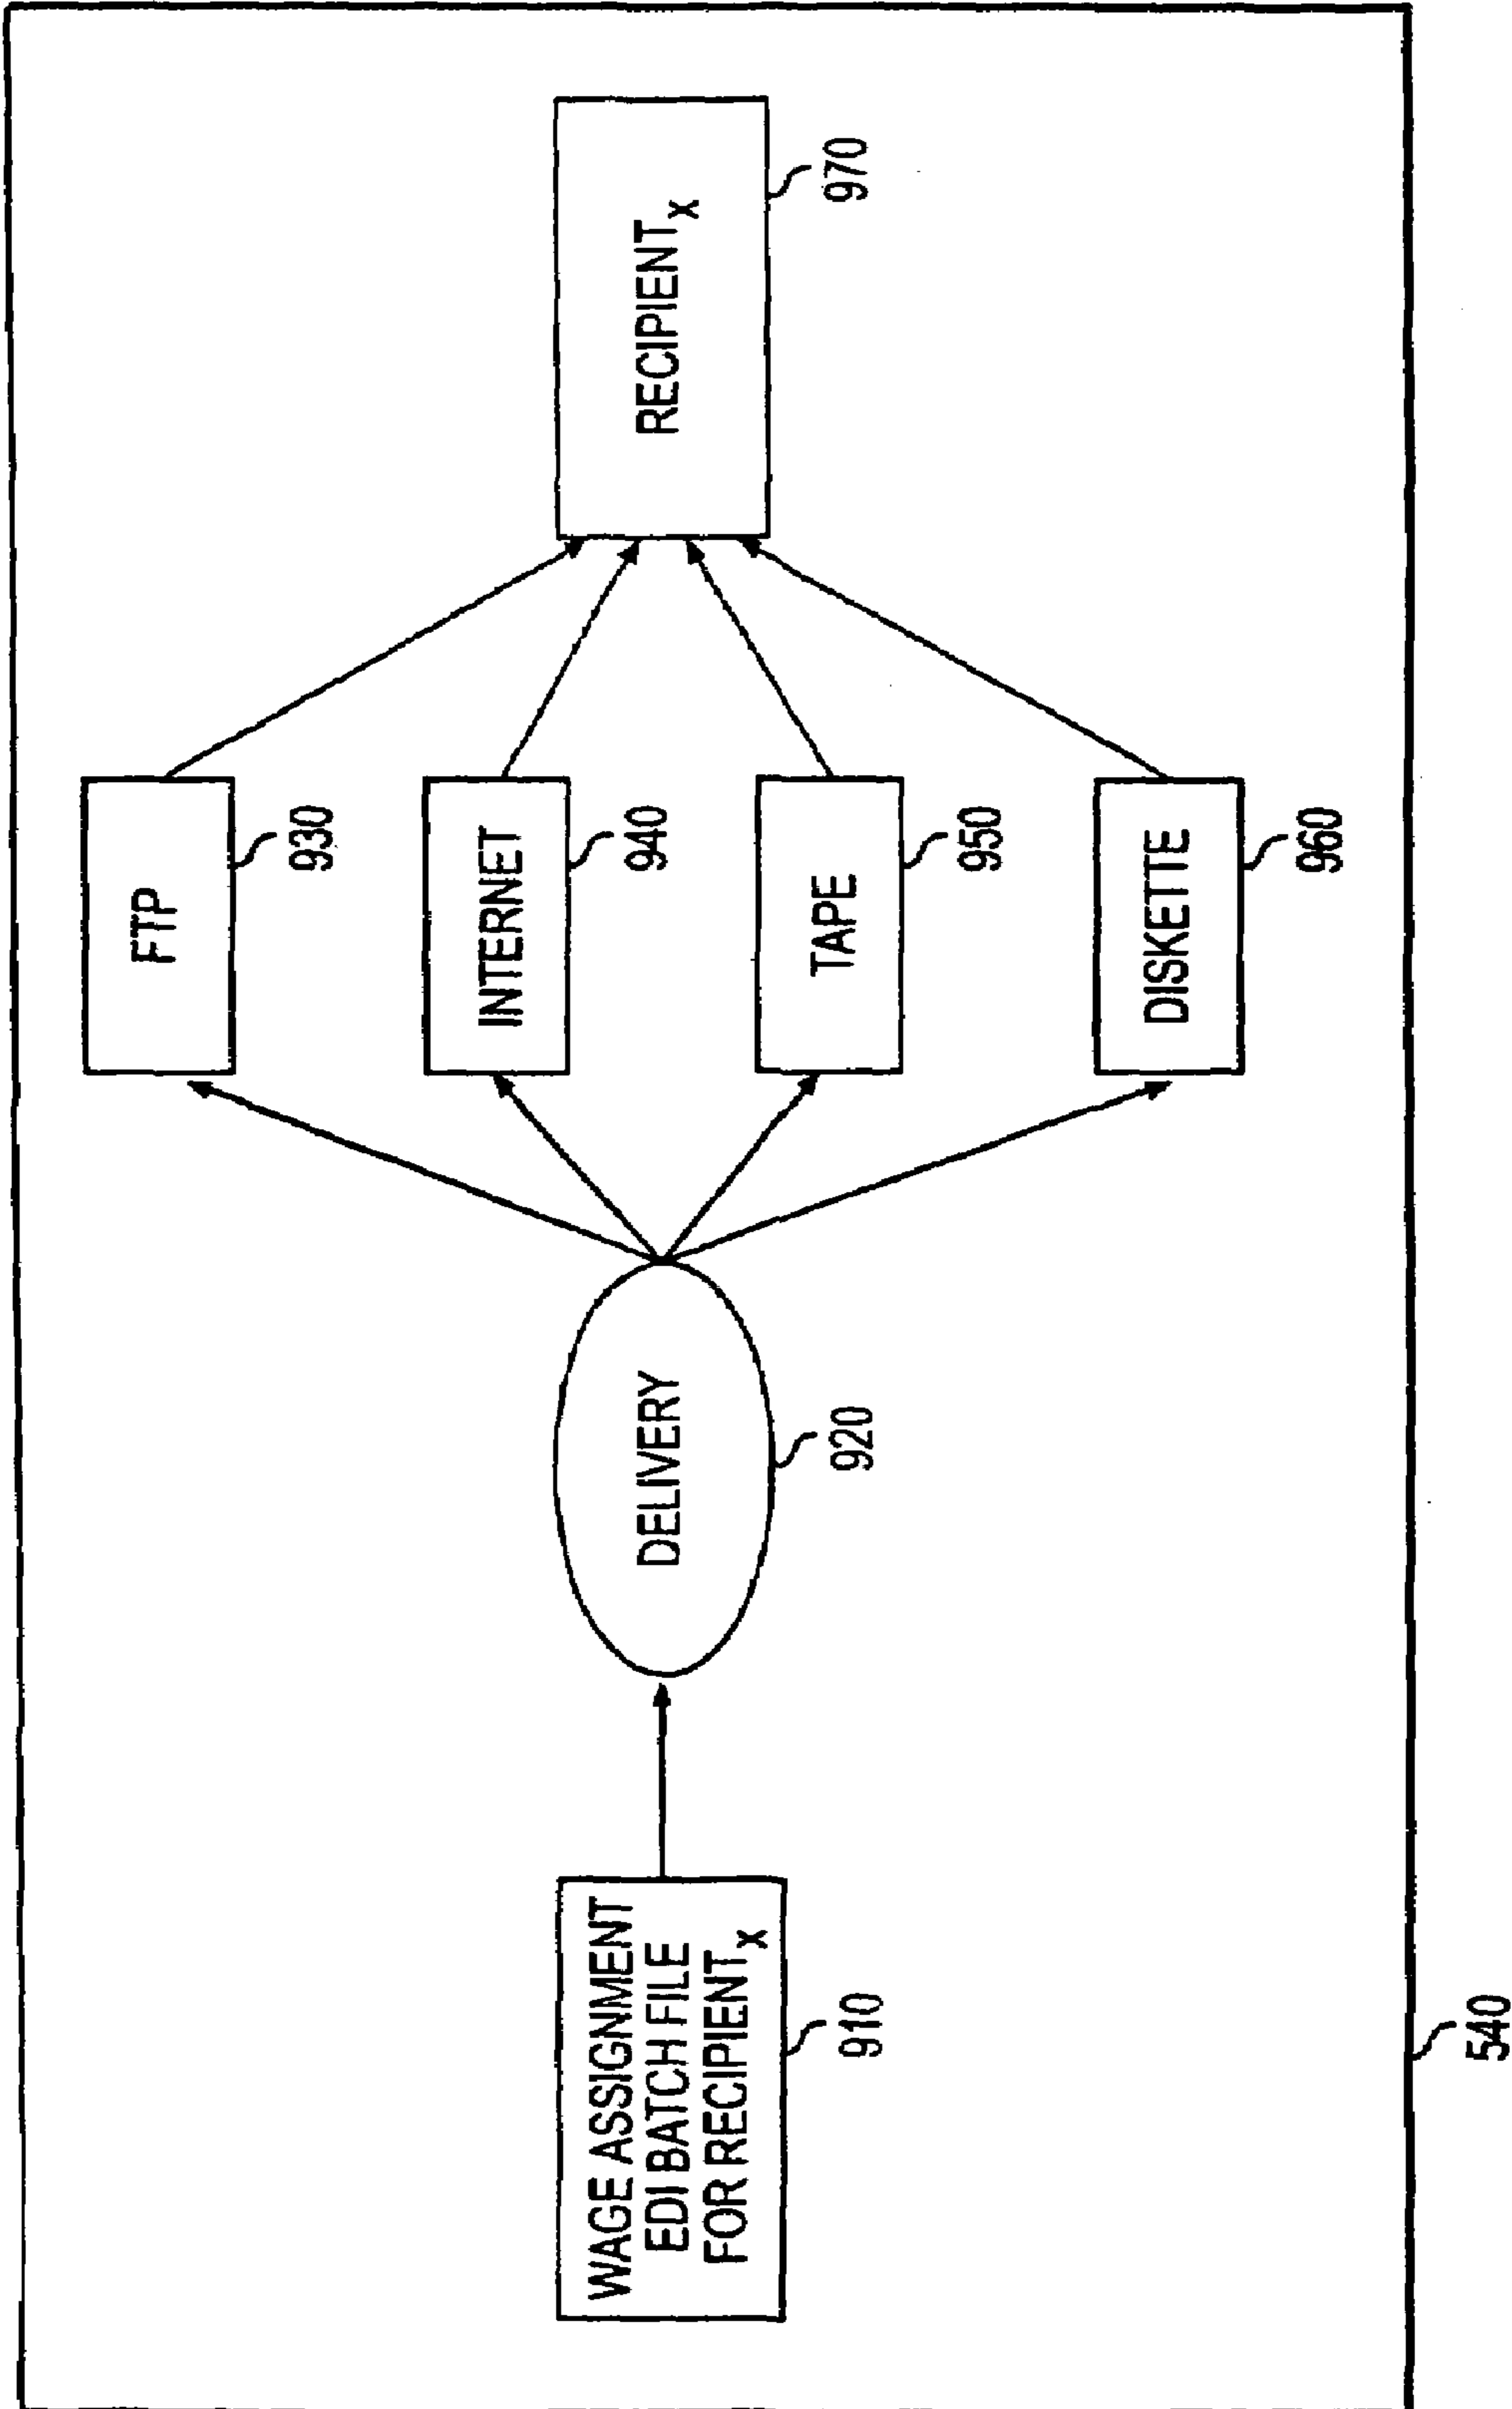 WAGE ASSIGNMENT
EDI BATCH FILE
FOR RECIPIENTX
910
DELIVERY
920
FTP
930
INTERNET
940
TAPE
950
DISKETTE
960
RECIPIENTX
970
540